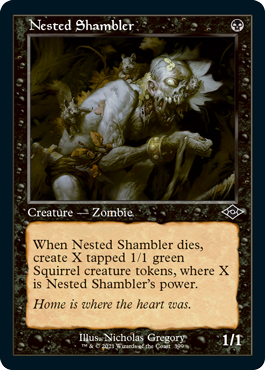 Nested Shambler
Creature — Zombie
When Nested Shambler dies,
create X tapped 1/1 green
Squirrel creature tokens, where X
is Nested Shambler's power.
Home is where the heart was.
Illus. Nicholas Gregory
™ & © 2021 Wizards of the Coast
1/1